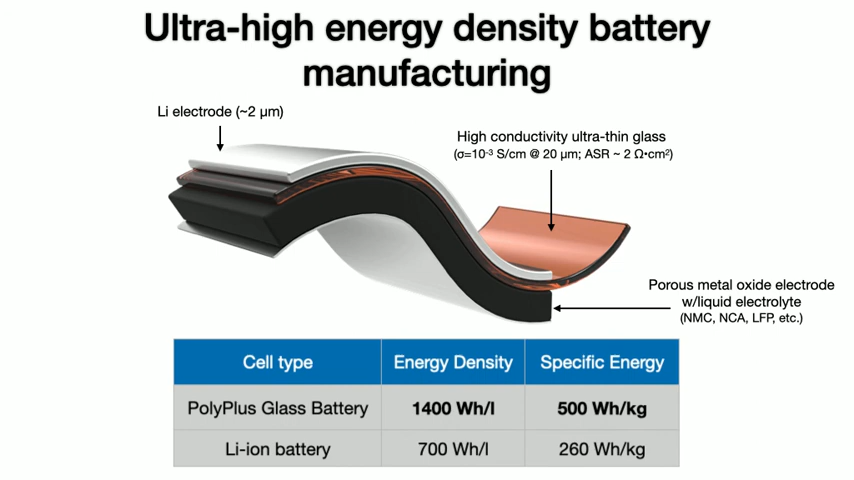 Ultra-high energy density battery
manufacturing
Li electrode (~2 µm)
High conductivity ultra-thin glass
(σ=10⁻³ S/cm @ 20 µm; ASR ~ 2 Ω•cm²)
Porous metal oxide electrode
w/liquid electrolyte
(NMC, NCA, LFP, etc.)
Cell type Energy Density Specific Energy
PolyPlus Glass Battery 1400 Wh/l 500 Wh/kg
Li-ion battery 700 Wh/l 260 Wh/kg